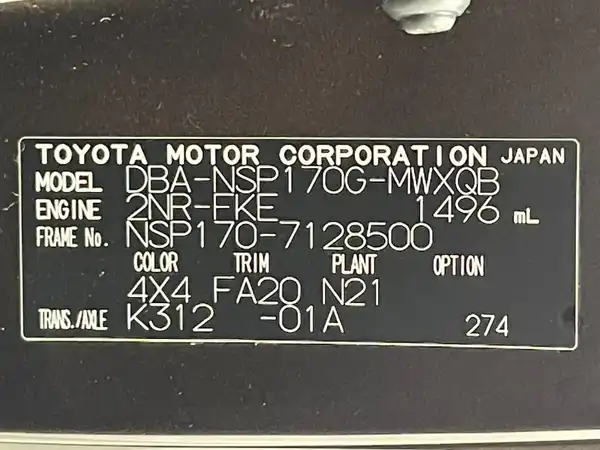 TOYOTA MOTOR CORPORATION JAPAN
MODEL DBA-NSP170G-MWXQB
ENGINE 2NR-FKE 1496 mL
FRAME No. NSP170-7128500
COLOR TRIM PLANT OPTION
4X4 FA20 N21
TRANS./AXLE K312 -01A 274